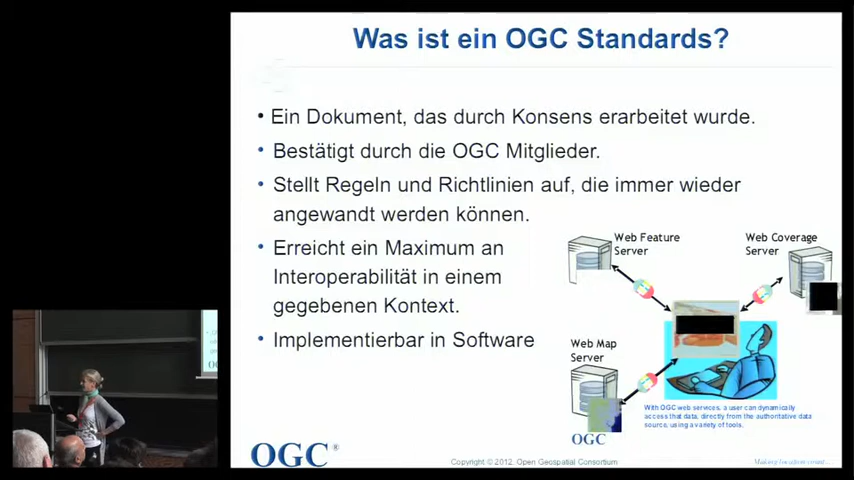 Was ist ein OGC Standards?
• Ein Dokument, das durch Konsens erarbeitet wurde.
• Bestätigt durch die OGC Mitglieder.
• Stellt Regeln und Richtlinien auf, die immer wieder
angewandt werden können.
• Erreicht ein Maximum an
Interoperabilität in einem
gegebenen Kontext.
• Implementierbar in Software
Web Feature
Server
Web Coverage
Server
Web Map
Server
With OGC web services, a user can dynamically
access that data, directly from the authoritative data
source, using a variety of tools.
OGC
OGC®
Copyright © 2012, Open Geospatial Consortium
Making location count...